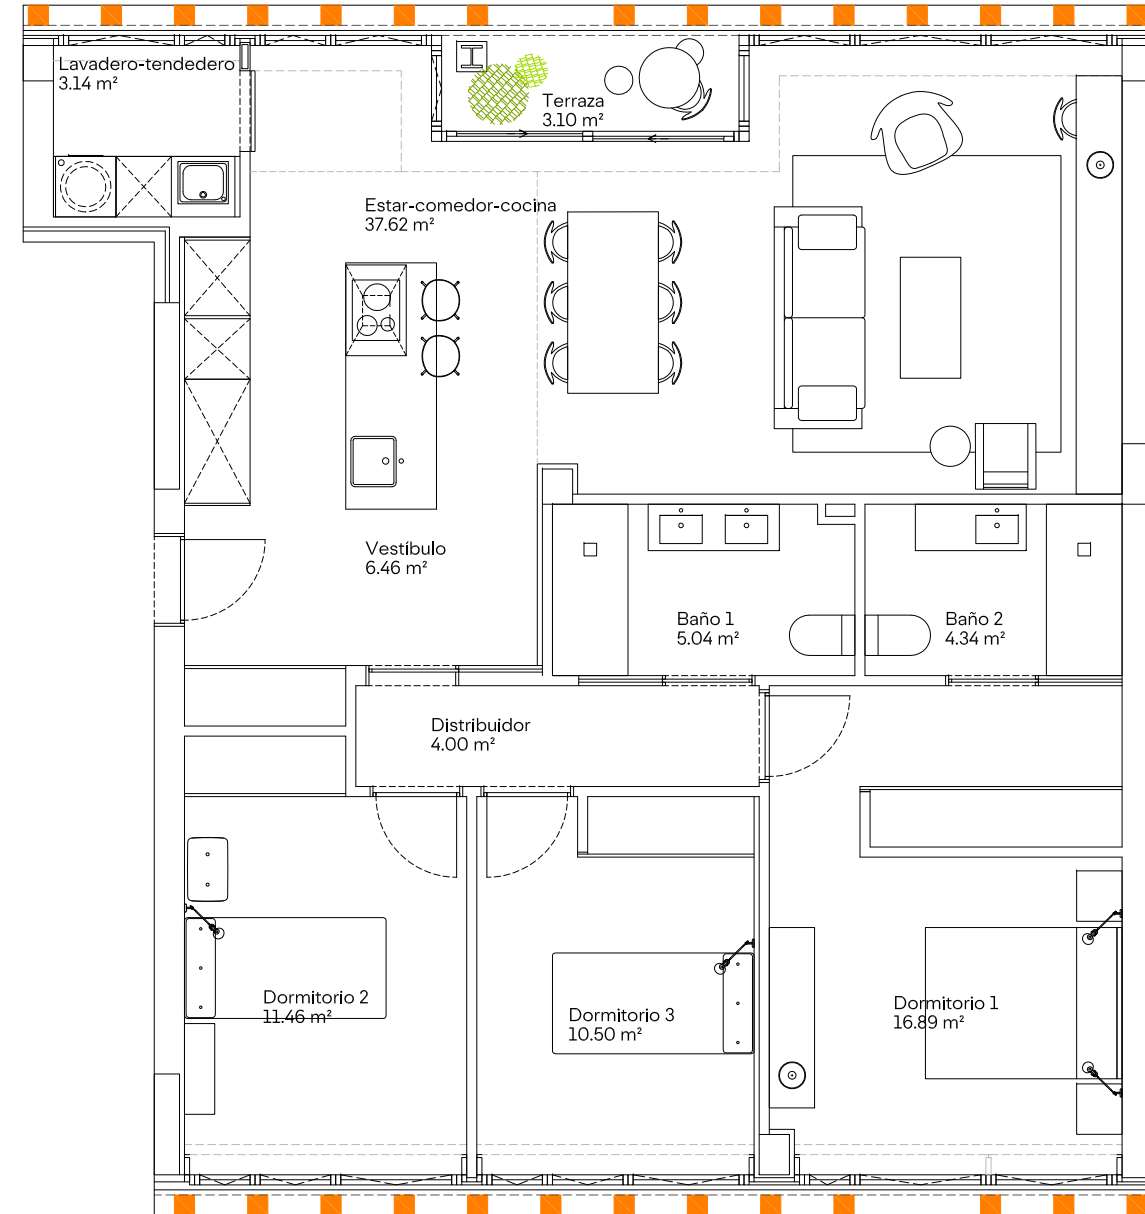 Lavadero-tendedero
3.14 m²
Terraza
3.10 m²
Estar-comedor-cocina
37.62 m²
Vestíbulo
6.46 m²
Baño 1
5.04 m²
Baño 2
4.34 m²
Distribuidor
4.00 m²
Dormitorio 2
11.46 m²
Dormitorio 3
10.50 m²
Dormitorio 1
16.89 m²